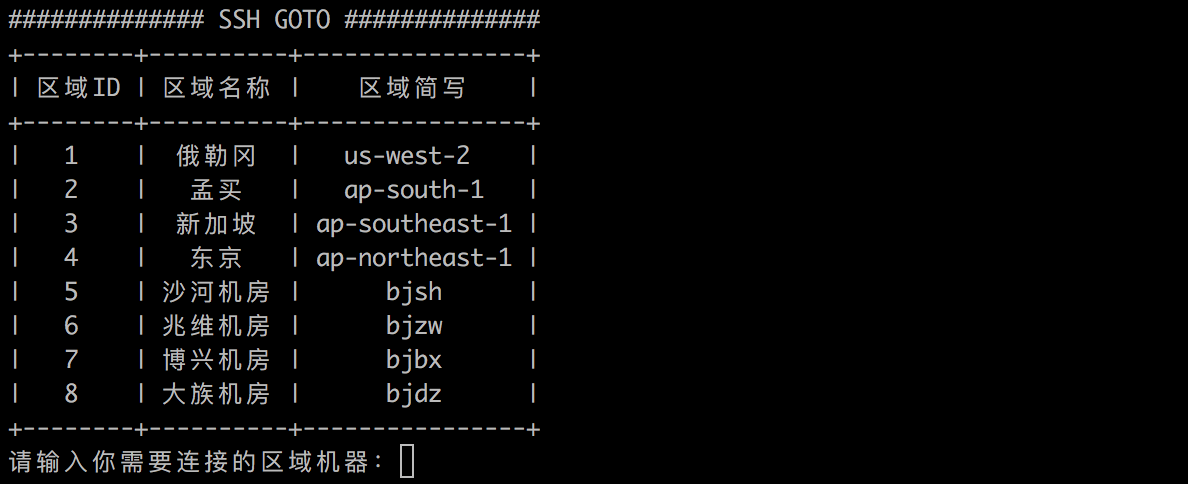 ############## SSH GOTO ##############
+--------+----------+----------------+
| 区域ID | 区域名称 |    区域简写    |
+--------+----------+----------------+
|   1    |  俄勒冈  |   us-west-2    |
|   2    |   孟买   |   ap-south-1   |
|   3    |  新加坡  | ap-southeast-1 |
|   4    |   东京   | ap-northeast-1 |
|   5    | 沙河机房 |      bjsh      |
|   6    | 兆维机房 |      bjzw      |
|   7    | 博兴机房 |      bjbx      |
|   8    | 大族机房 |      bjdz      |
+--------+----------+----------------+
请输入你需要连接的区域机器: